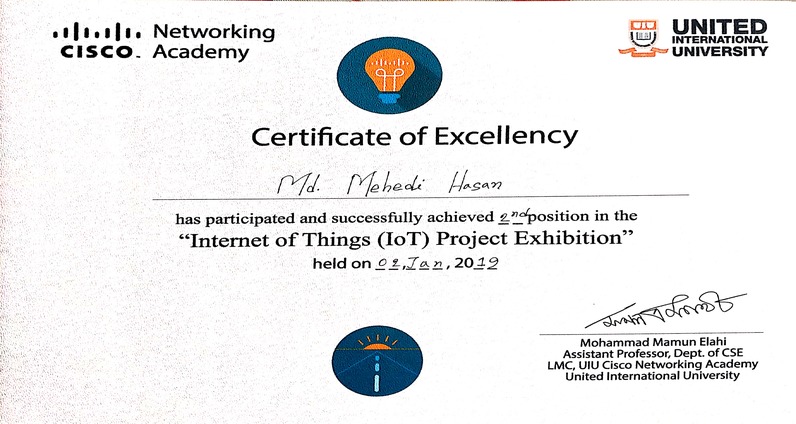 CISCO Networking Academy
UNITED
INTERNATIONAL
UNIVERSITY
Certificate of Excellency
Md. Mehedi Hasan
has participated and successfully achieved 2nd position in the
“Internet of Things (IoT) Project Exhibition”
held on 02, Jan, 2019
Mohammad Mamun Elahi
Assistant Professor, Dept. of CSE
LMC, UIU Cisco Networking Academy
United International University